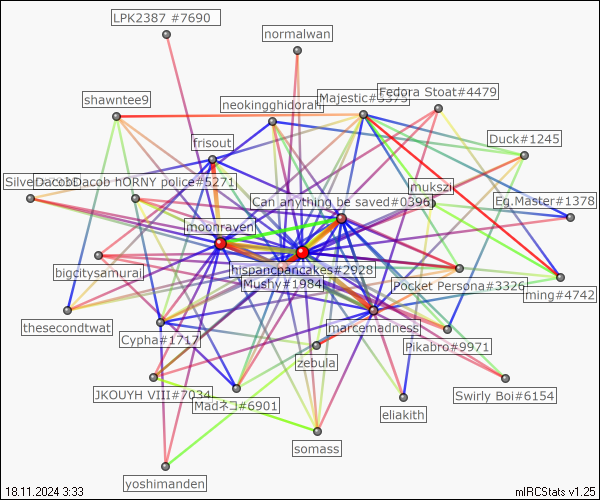 LPK2387 #7690
normalwan
Fedora Stoat#4479
shawntee9
neokingghidorah
Duck#1245
frisout
DacobDacob hORNY police#5271
mukszi
Can anything be saved#0396
Eg.Master#1378
moonraven
hispancpancakes#2928
bigcitysamurai
Mushy#1984
Pocket Persona#3326
ming#4742
thesecondtwat
marcemadness
Cypha#1717
Pikabro#9971
zebula
JKOUYH VIII#7034
Swirly Boi#6154
Madネコ#6901
eliakith
somass
yoshimanden
18.11.2024 3:33
mIRCStats v1.25